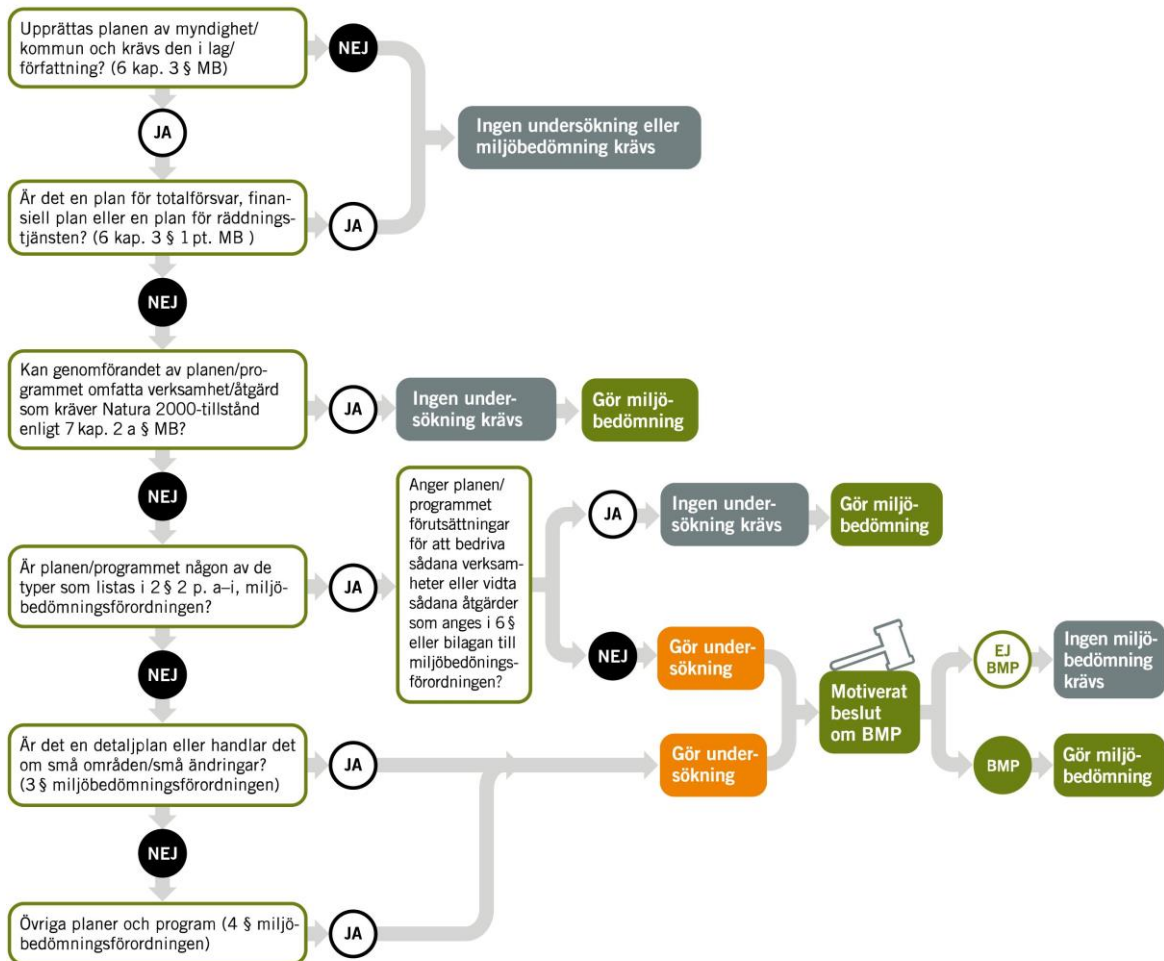 Upprättas planen av myndighet/
kommun och krävs den i lag/
författning? (6 kap. 3 § MB)
NEJ
JA
Ingen undersökning eller
miljöbedömning krävs
Är det en plan för totalförsvar, finan-
siell plan eller en plan för räddnings-
tjänsten? (6 kap. 3 § 1 pt. MB )
JA
NEJ
Kan genomförandet av planen/pro-
grammet omfatta verksamhet/åtgärd
som kräver Natura 2000-tillstånd
enligt 7 kap. 2 a § MB?
JA
Ingen under-
sökning krävs
Gör miljö-
bedömning
NEJ
Är planen/programmet någon av de
typer som listas i 2 § 2 p. a–i, miljö-
bedömningsförordningen?
JA
Anger planen/
programmet
förutsättningar
för att bedriva
sådana verksam-
heter eller vidta
sådana åtgärder
som anges i 6 §
eller bilagan till
miljöbedönings-
förordningen?
JA
Ingen under-
sökning krävs
Gör miljö-
bedömning
NEJ
Gör under-
sökning
NEJ
Är det en detaljplan eller handlar det
om små områden/små ändringar?
(3 § miljöbedömningsförordningen)
JA
Gör under-
sökning
Motiverat
beslut
om BMP
EJ
BMP
Ingen miljö-
bedömning
krävs
BMP
Gör miljö-
bedömning
NEJ
Övriga planer och program (4 § miljö-
bedömningsförordningen)
JA